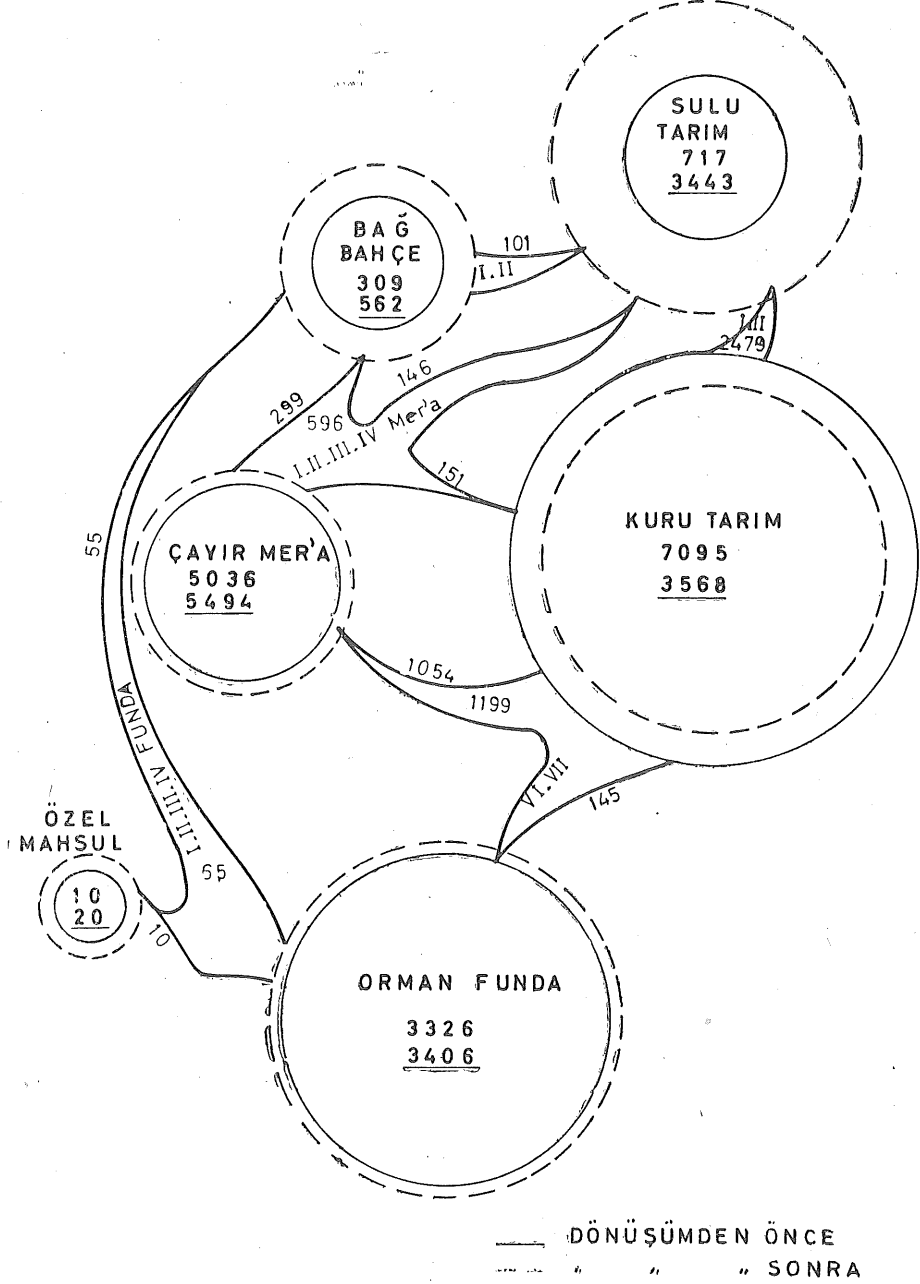 SULU
TARIM
717
3443
BAĞ
BAHÇE
309
562
101
I.II
I.II
2479
146
299
596
I.II.III.IV Mer'a
151
KURU TARIM
7095
3568
55
ÇAYIR MER'A
5036
5494
1054
1199
VI.VII
145
I.II.III.IV FUNDA
ÖZEL
MAHSUL
10
20
65
10
ORMAN FUNDA
3326
3406
DÖNÜŞÜMDEN ÖNCE
" " " SONRA